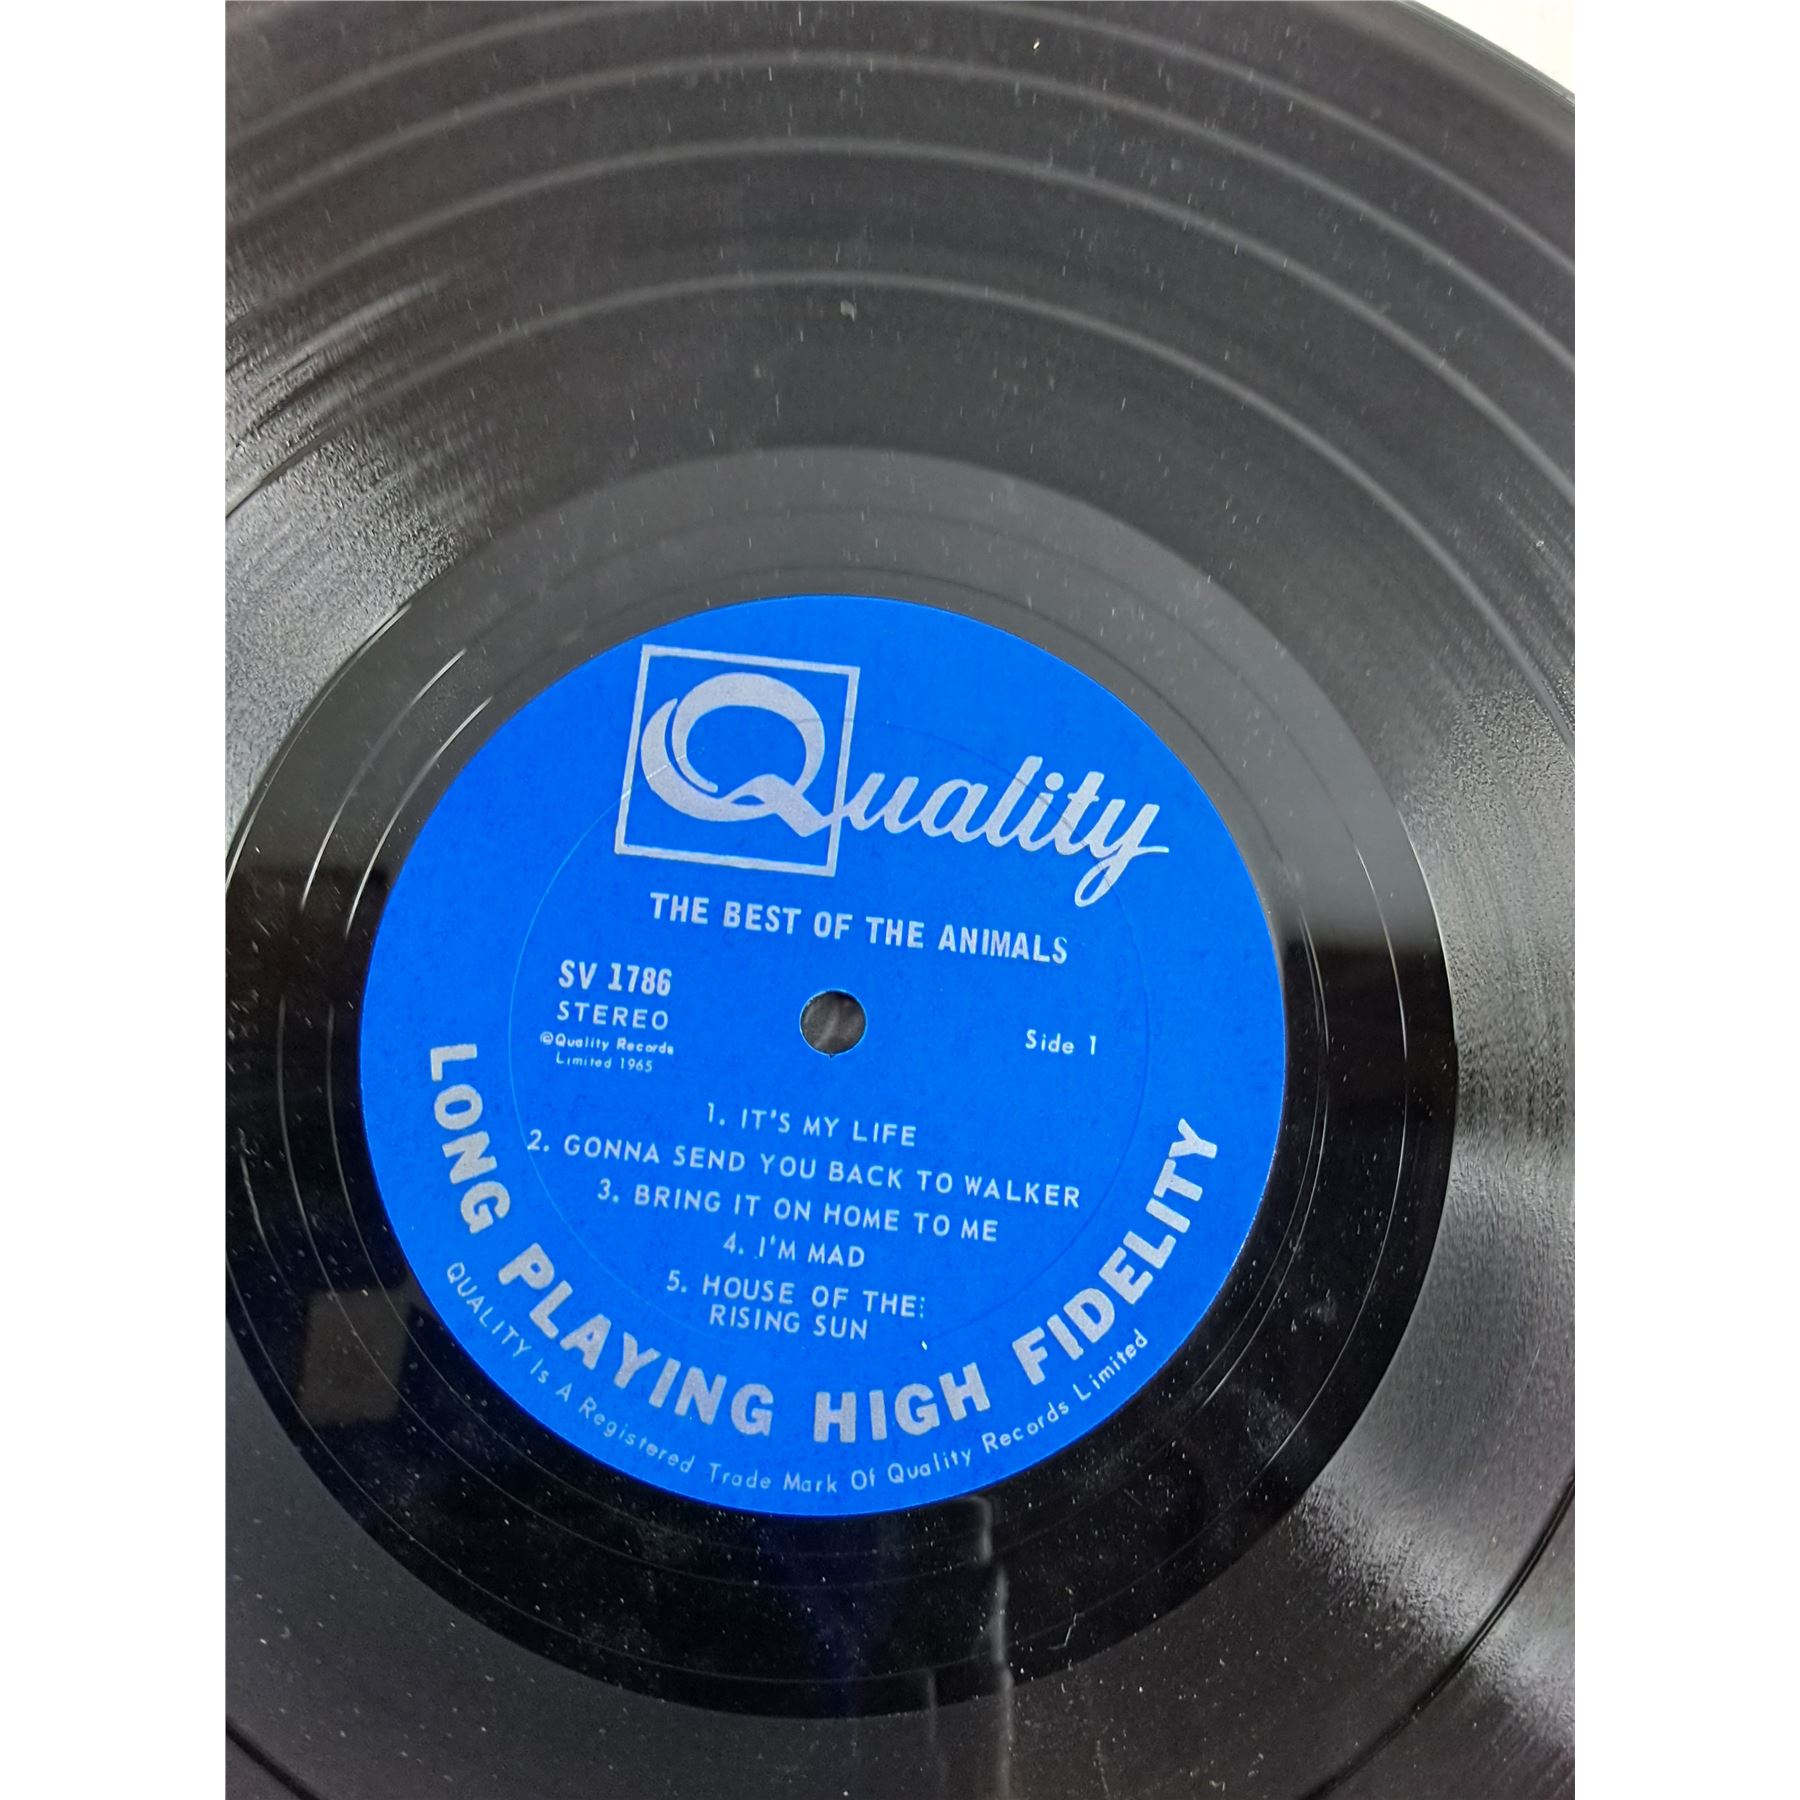 Quality
THE BEST OF THE ANIMALS
SV 1786
STEREO
©Quality Records
Limited 1965
Side 1
1. IT'S MY LIFE
2. GONNA SEND YOU BACK TO WALKER
3. BRING IT ON HOME TO ME
4. I'M MAD
5. HOUSE OF THE
RISING SUN
LONG PLAYING HIGH FIDELITY
QUALITY Is A Registered Trade Mark Of Quality Records Limited